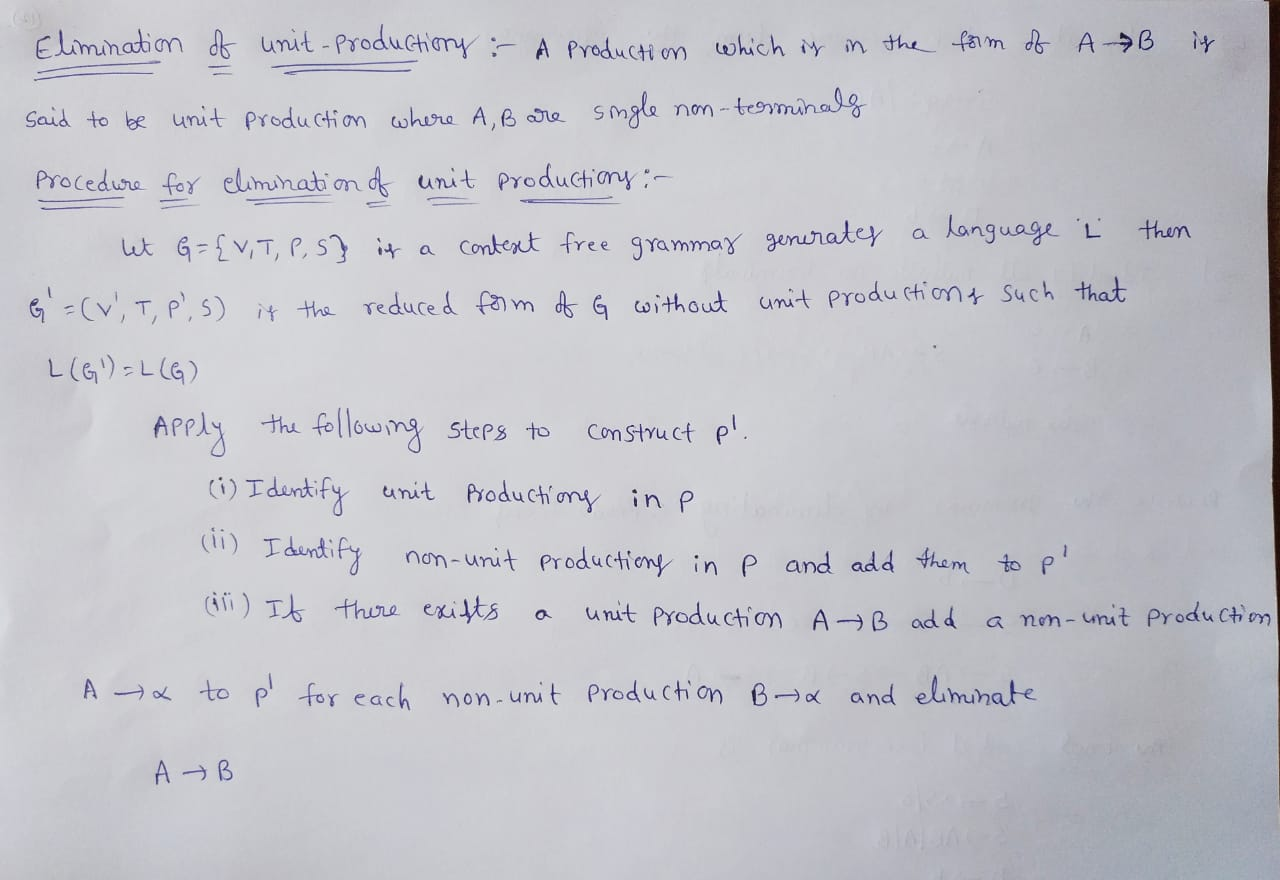 Elimination of unit-productions :- A Production which is in the form of A → B is
said to be unit production where A, B are single non-terminals
Procedure for elimination of unit productions :-
Let G = {V, T, P, S} is a context free grammar generates a language 'L' then
G' = (V', T, P', S) is the reduced form of G without unit productions such that
L(G') = L(G)
Apply the following steps to construct p'.
(i) Identify unit productions in p
(ii) Identify non-unit productions in p and add them to p'
(iii) If there exists a unit production A → B add a non-unit production
A → α to p' for each non-unit production B → α and eliminate
A → B